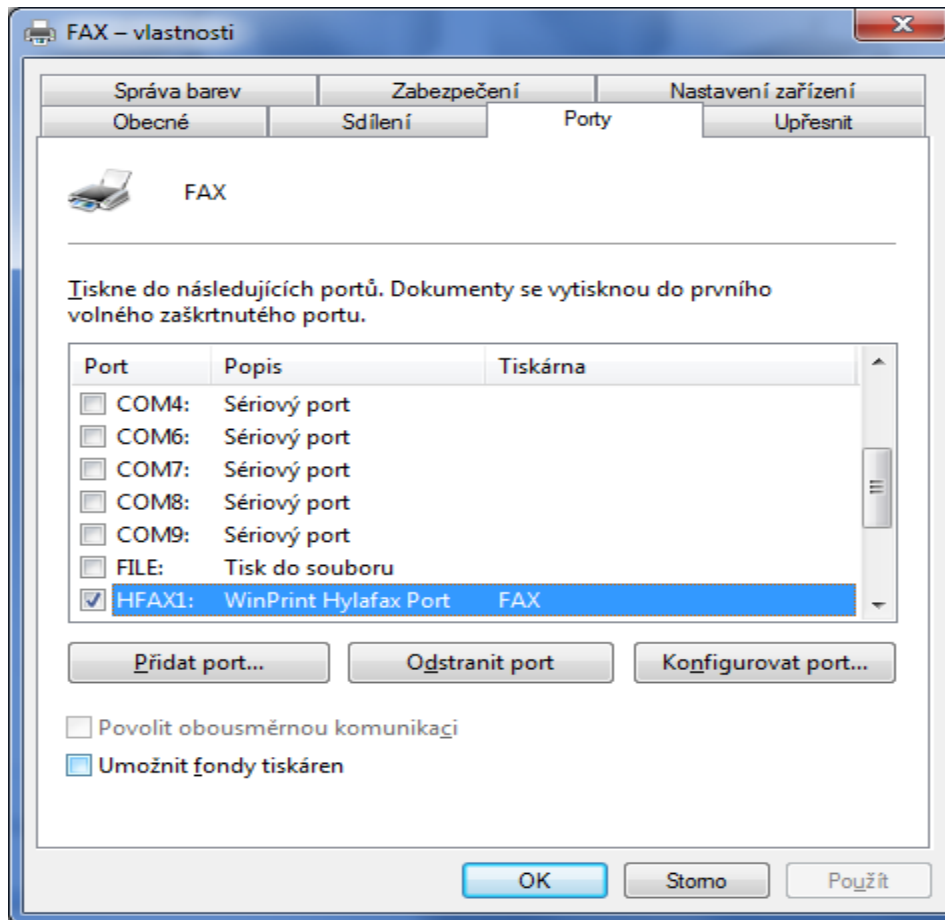 FAX – vlastnosti
Správa barev
Zabezpečení
Nastavení zařízení
Obecné
Sdílení
Porty
Upřesnit
FAX
Tiskne do následujících portů. Dokumenty se vytisknou do prvního
volného zaškrtnutého portu.
Port Popis Tiskárna
COM4: Sériový port
COM6: Sériový port
COM7: Sériový port
COM8: Sériový port
COM9: Sériový port
FILE: Tisk do souboru
HFAX1: WinPrint Hylafax Port FAX
Přidat port...
Odstranit port
Konfigurovat port...
Povolit obousměrnou komunikaci
Umožnit fondy tiskáren
OK
Storno
Použít